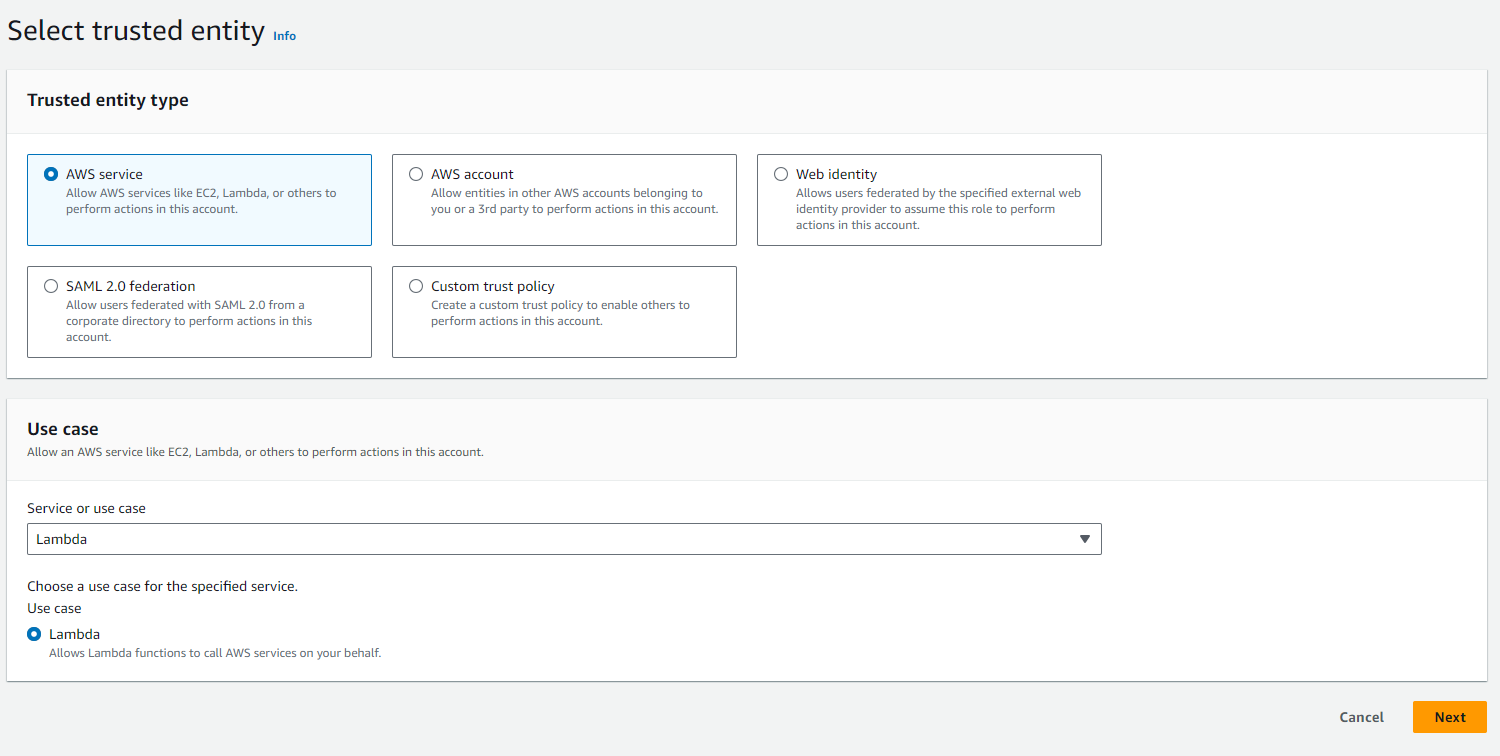 Select trusted entity Info
Trusted entity type
AWS service
Allow AWS services like EC2, Lambda, or others to
perform actions in this account.
AWS account
Allow entities in other AWS accounts belonging to
you or a 3rd party to perform actions in this account.
Web identity
Allows users federated by the specified external web
identity provider to assume this role to perform
actions in this account.
SAML 2.0 federation
Allow users federated with SAML 2.0 from a
corporate directory to perform actions in this
account.
Custom trust policy
Create a custom trust policy to enable others to
perform actions in this account.
Use case
Allow an AWS service like EC2, Lambda, or others to perform actions in this account.
Service or use case
Lambda
Choose a use case for the specified service.
Use case
Lambda
Allows Lambda functions to call AWS services on your behalf.
Cancel
Next